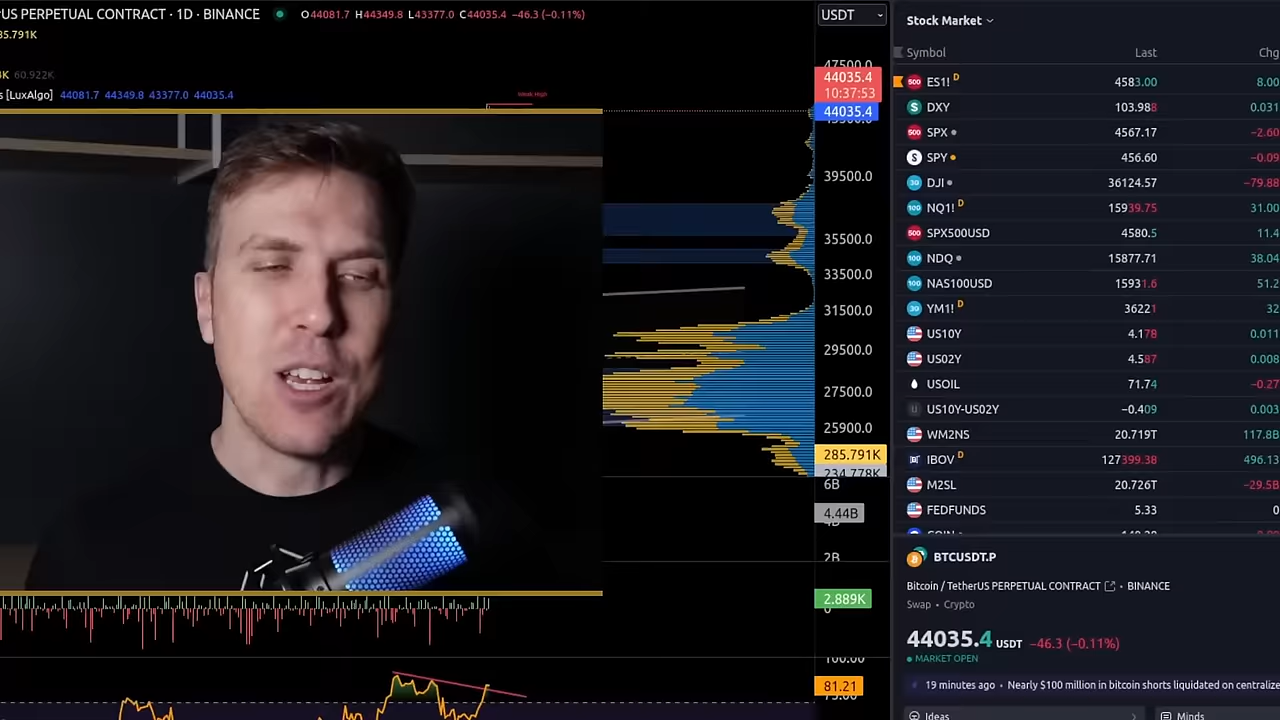 US PERPETUAL CONTRACT · 1D · BINANCE
O44081.7 H44349.8 L43377.0 C44035.4 −46.3 (−0.11%)
USDT
35.791K
60.922K
s [LuxAlgo] 44081.7 44349.8 43377.0 44035.4
Weak High
47500.0
44035.4
10:37:53
44035.4
39500.0
35500.0
33500.0
31500.0
29500.0
27500.0
25900.0
285.791K
234.778K
6B
4.44B
2B
2.889K
0
100.00
81.21
75.00
Stock Market
Symbol Last Chg
ES1! D 4583.00 8.00
DXY 103.988 0.031
SPX 4567.17 −2.60
SPY 456.60 −0.09
DJI 36124.57 −79.88
NQ1! D 15939.75 31.00
SPX500USD 4580.5 11.4
NDQ 15877.71 38.04
NAS100USD 15931.6 51.2
YM1! D 36221 32
US10Y 4.178 0.011
US02Y 4.587 0.008
USOIL 71.74 −0.27
US10Y-US02Y −0.409 0.003
WM2NS 20.719T 117.8B
IBOV D 127399.38 496.13
M2SL 20.726T −29.5B
FEDFUNDS 5.33 0
BTCUSDT.P
Bitcoin / TetherUS PERPETUAL CONTRACT · BINANCE
Swap · Crypto
44035.4 USDT −46.3 (−0.11%)
MARKET OPEN
19 minutes ago · Nearly $100 million in bitcoin shorts liquidated on centralize
Ideas
Minds